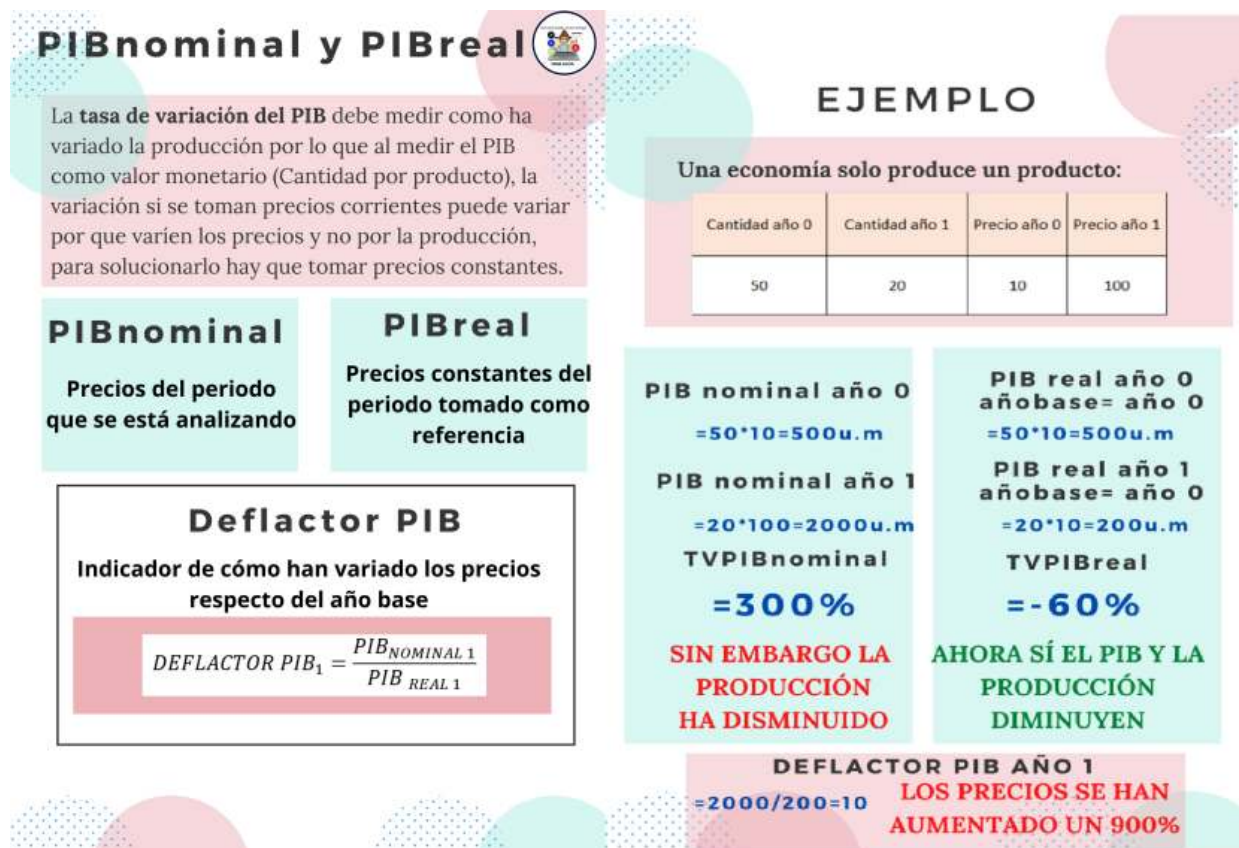 PIBnominal y PIBreal
La tasa de variación del PIB debe medir como ha
variado la producción por lo que al medir el PIB
como valor monetario (Cantidad por producto), la
variación si se toman precios corrientes puede variar
por que varíen los precios y no por la producción,
para solucionarlo hay que tomar precios constantes.
PIBnominal
Precios del periodo
que se está analizando
PIBreal
Precios constantes del
periodo tomado como
referencia
Deflactor PIB
Indicador de cómo han variado los precios
respecto del año base
DEFLACTOR PIB₁ = PIB NOMINAL 1 / PIB REAL 1
EJEMPLO
Una economía solo produce un producto:
Cantidad año 0 Cantidad año 1 Precio año 0 Precio año 1
50 20 10 100
PIB nominal año 0
=50*10=500u.m
PIB nominal año 1
=20*100=2000u.m
TVPIBnominal
=300%
SIN EMBARGO LA
PRODUCCIÓN
HA DISMINUIDO
PIB real año 0
añobase= año 0
=50*10=500u.m
PIB real año 1
añobase= año 0
=20*10=200u.m
TVPIBreal
=-60%
AHORA SÍ EL PIB Y LA
PRODUCCIÓN
DIMINUYEN
DEFLACTOR PIB AÑO 1
=2000/200=10
LOS PRECIOS SE HAN
AUMENTADO UN 900%